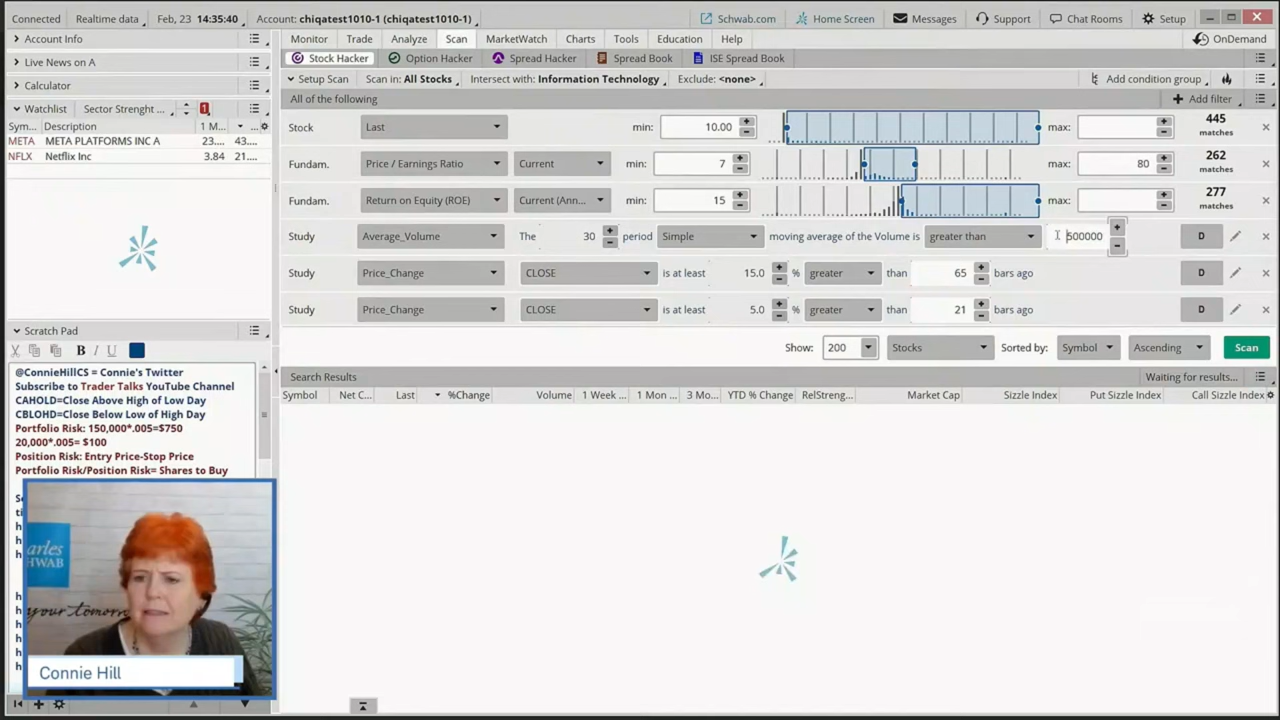 Connected Realtime data Feb, 23 14:35:40 Account: chiqatest1010-1 (chiqatest1010-1) Schwab.com Home Screen Messages Support Chat Rooms Setup
Account Info
Live News on A
Calculator
Watchlist Sector Strenght ... 1
Sym... Description 1 M...
META META PLATFORMS INC A 23.... 43....
NFLX Netflix Inc 3.84 21....
Monitor Trade Analyze Scan MarketWatch Charts Tools Education Help OnDemand
Stock Hacker Option Hacker Spread Hacker Spread Book ISE Spread Book
Setup Scan Scan in: All Stocks Intersect with: Information Technology Exclude: <none> Add condition group
All of the following Add filter
Stock Last min: 10.00 max: 445 matches
Fundam. Price / Earnings Ratio Current min: 7 max: 80 262 matches
Fundam. Return on Equity (ROE) Current (Ann... min: 15 max: 277 matches
Study Average_Volume The 30 period Simple moving average of the Volume is greater than 500000 D
Study Price_Change CLOSE is at least 15.0 % greater than 65 bars ago D
Study Price_Change CLOSE is at least 5.0 % greater than 21 bars ago D
Show: 200 Stocks Sorted by: Symbol Ascending Scan
Search Results Waiting for results...
Symbol Net C... Last %Change Volume 1 Week ... 1 Mon ... 3 Mo... YTD % Change RelStreng... Market Cap Sizzle Index Put Sizzle Index Call Sizzle Index
Scratch Pad
B I U
@ConnieHillCS = Connie's Twitter
Subscribe to Trader Talks YouTube Channel
CAHOLD=Close Above High of Low Day
CBLOHD=Close Below Low of High Day
Portfolio Risk: 150,000*.005=$750
20,000*.005= $100
Position Risk: Entry Price-Stop Price
Portfolio Risk/Position Risk= Shares to Buy
arles
HWAB
your tomorr
Connie Hill